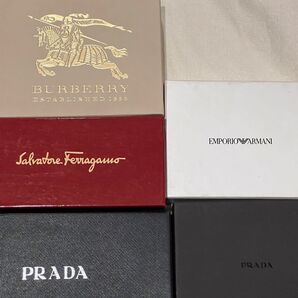 BURBERRY
ESTABLISHED 1856
Salvatore Ferragamo
EMPORIO ARMANI
PRADA
PRADA